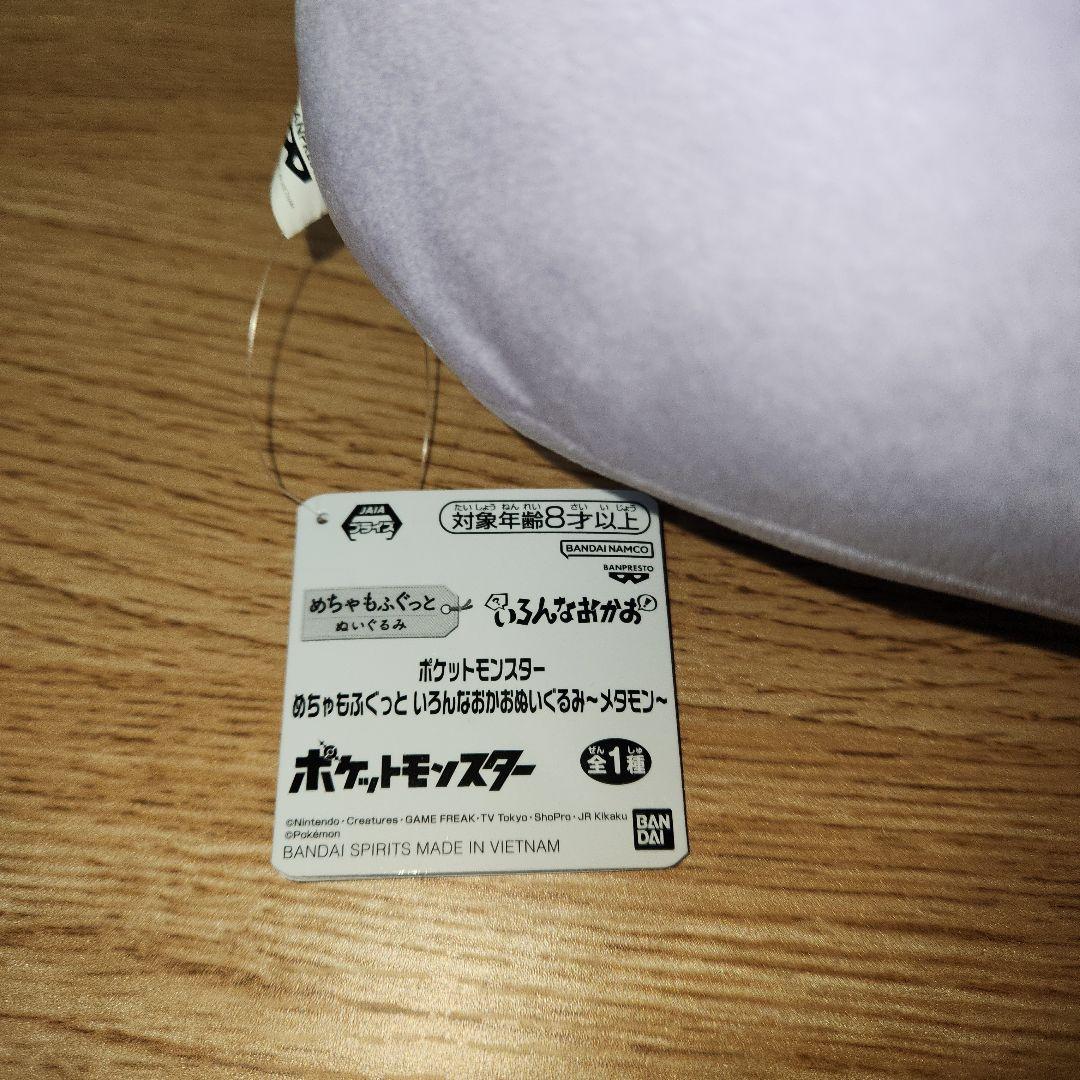 JAIA
プライズ
たいしょうねんれい さいいじょう
対象年齢8才以上
BANDAI NAMCO
BANPRESTO
めちゃもふぐっと
ぬいぐるみ
いろんなおかお
ポケットモンスター
めちゃもふぐっと いろんなおかおぬいぐるみ~メタモン~
ポケットモンスター
ぜん しゅ
全1種
©Nintendo・Creatures・GAME FREAK・TV Tokyo・ShoPro・JR Kikaku
©Pokémon
BANDAI SPIRITS MADE IN VIETNAM
BAN
DAI